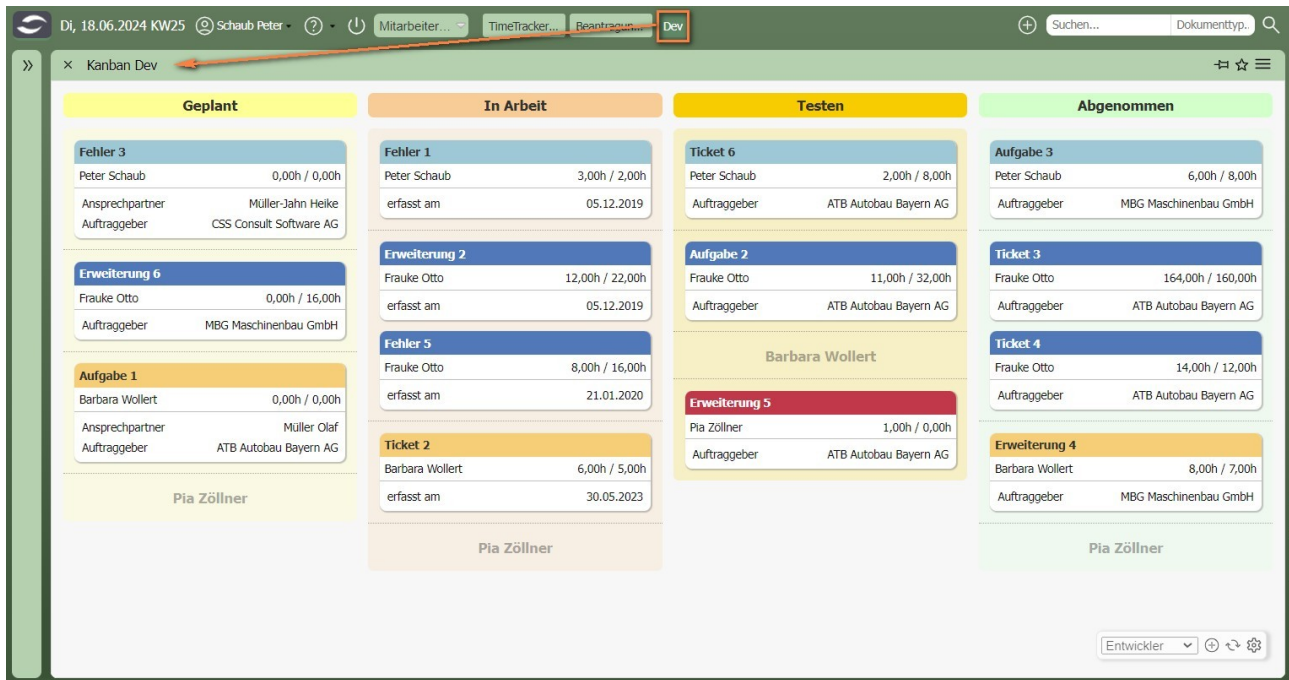 Di, 18.06.2024 KW25 Schaub Peter ? Mitarbeiter... TimeTracker... Beantragun... Dev Suchen... Dokumenttyp..
» × Kanban Dev
Geplant
Fehler 3
Peter Schaub 0,00h / 0,00h
Ansprechpartner Müller-Jahn Heike
Auftraggeber CSS Consult Software AG
Erweiterung 6
Frauke Otto 0,00h / 16,00h
Auftraggeber MBG Maschinenbau GmbH
Aufgabe 1
Barbara Wollert 0,00h / 0,00h
Ansprechpartner Müller Olaf
Auftraggeber ATB Autobau Bayern AG
Pia Zöllner
In Arbeit
Fehler 1
Peter Schaub 3,00h / 2,00h
erfasst am 05.12.2019
Erweiterung 2
Frauke Otto 12,00h / 22,00h
erfasst am 05.12.2019
Fehler 5
Frauke Otto 8,00h / 16,00h
erfasst am 21.01.2020
Ticket 2
Barbara Wollert 6,00h / 5,00h
erfasst am 30.05.2023
Pia Zöllner
Testen
Ticket 6
Peter Schaub 2,00h / 8,00h
Auftraggeber ATB Autobau Bayern AG
Aufgabe 2
Frauke Otto 11,00h / 32,00h
Auftraggeber ATB Autobau Bayern AG
Barbara Wollert
Erweiterung 5
Pia Zöllner 1,00h / 0,00h
Auftraggeber ATB Autobau Bayern AG
Abgenommen
Aufgabe 3
Peter Schaub 6,00h / 8,00h
Auftraggeber MBG Maschinenbau GmbH
Ticket 3
Frauke Otto 164,00h / 160,00h
Auftraggeber ATB Autobau Bayern AG
Ticket 4
Frauke Otto 14,00h / 12,00h
Auftraggeber ATB Autobau Bayern AG
Erweiterung 4
Barbara Wollert 8,00h / 7,00h
Auftraggeber MBG Maschinenbau GmbH
Pia Zöllner
Entwickler